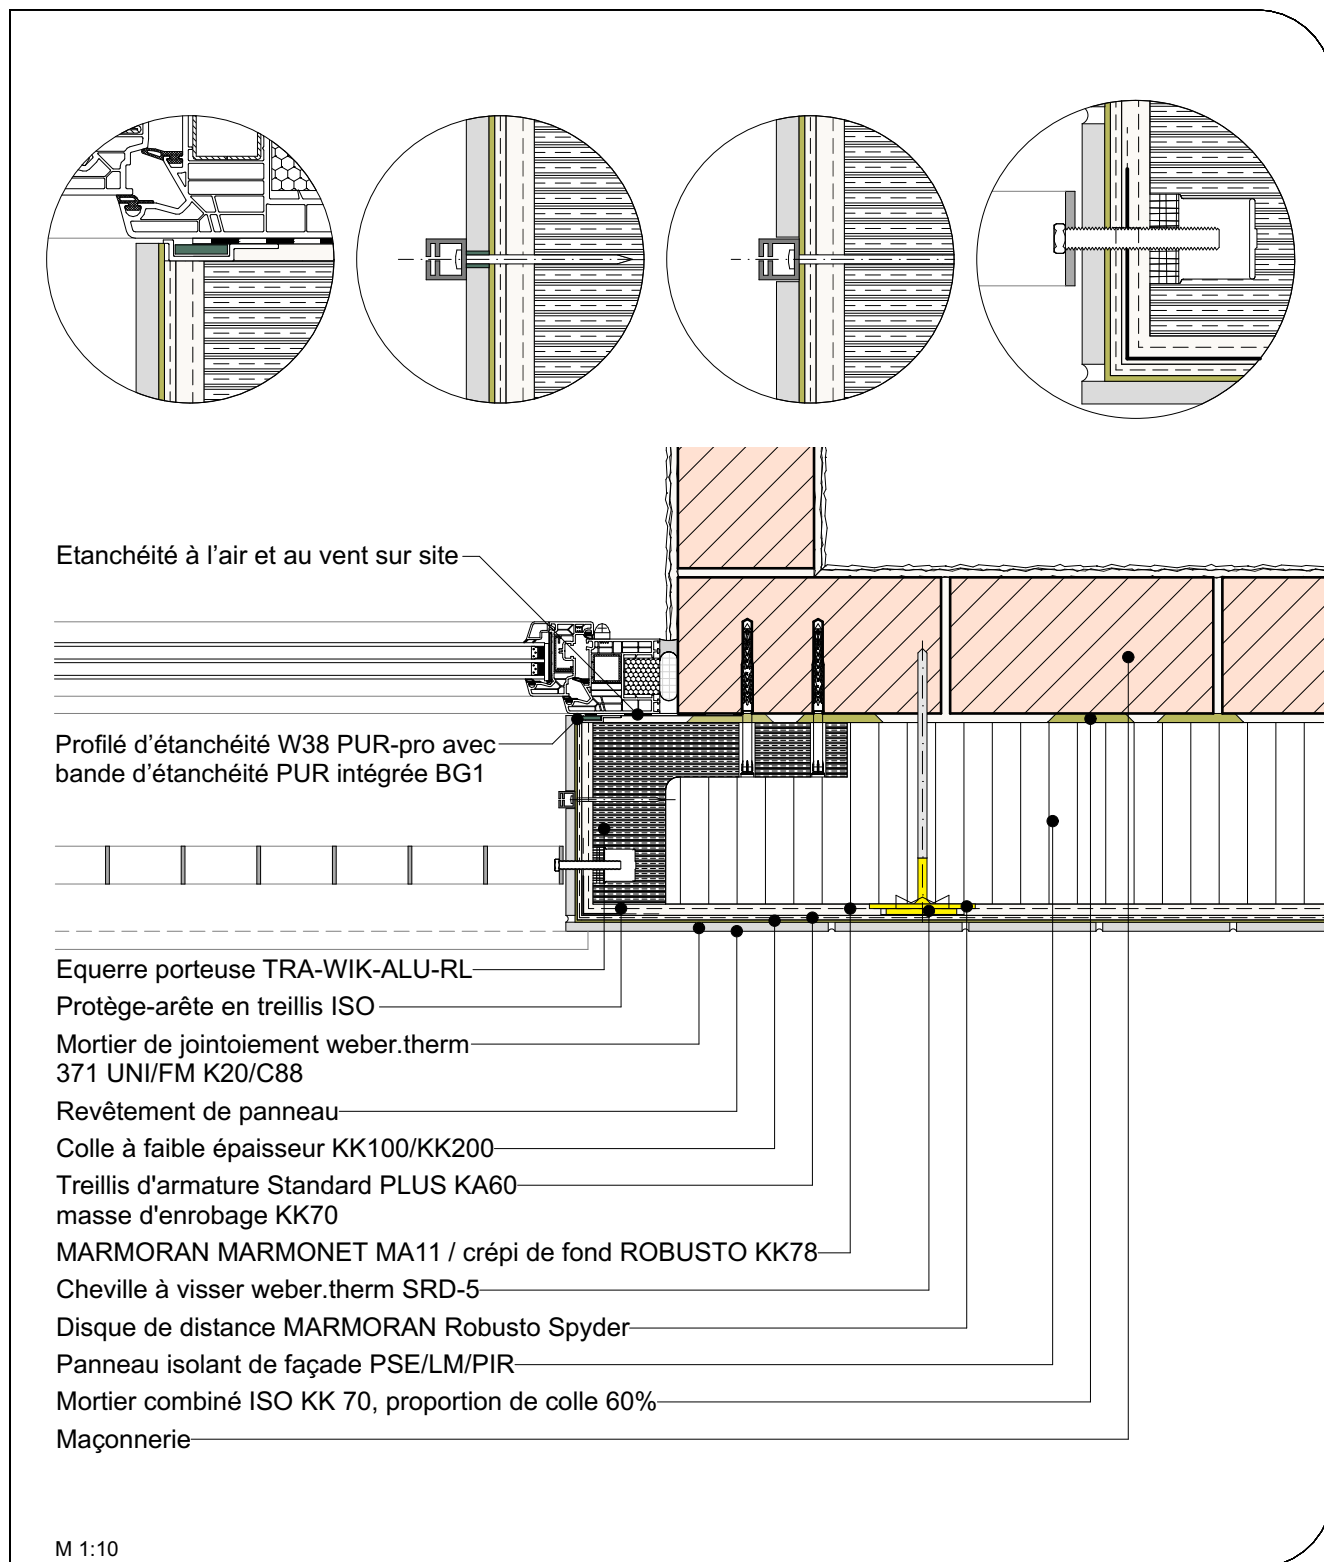 Etanchéité à l’air et au vent sur site
Profilé d’étanchéité W38 PUR-pro avec
bande d’étanchéité PUR intégrée BG1
Equerre porteuse TRA-WIK-ALU-RL
Protège-arête en treillis ISO
Mortier de jointoiement weber.therm
371 UNI/FM K20/C88
Revêtement de panneau
Colle à faible épaisseur KK100/KK200
Treillis d'armature Standard PLUS KA60
masse d'enrobage KK70
MARMORAN MARMONET MA11 / crépi de fond ROBUSTO KK78
Cheville à visser weber.therm SRD-5
Disque de distance MARMORAN Robusto Spyder
Panneau isolant de façade PSE/LM/PIR
Mortier combiné ISO KK 70, proportion de colle 60%
Maçonnerie
M 1:10